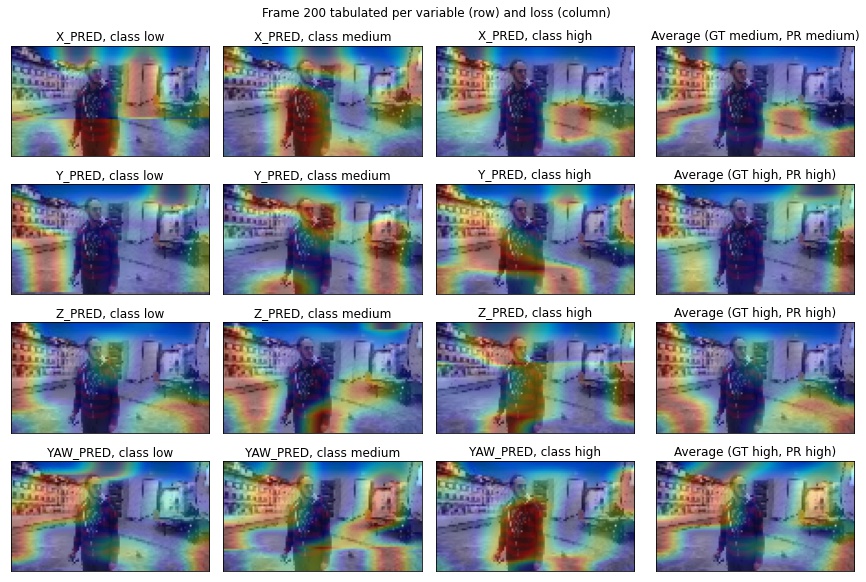 Frame 200 tabulated per variable (row) and loss (column)
X_PRED, class low
X_PRED, class medium
X_PRED, class high
Average (GT medium, PR medium)
Y_PRED, class low
Y_PRED, class medium
Y_PRED, class high
Average (GT high, PR high)
Z_PRED, class low
Z_PRED, class medium
Z_PRED, class high
Average (GT high, PR high)
YAW_PRED, class low
YAW_PRED, class medium
YAW_PRED, class high
Average (GT high, PR high)